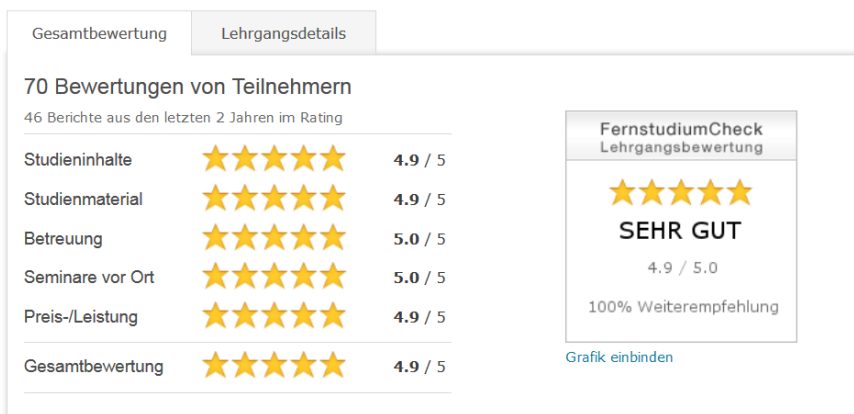 Gesamtbewertung
Lehrgangsdetails
70 Bewertungen von Teilnehmern
46 Berichte aus den letzten 2 Jahren im Rating
Studieninhalte 4.9 / 5
Studienmaterial 4.9 / 5
Betreuung 5.0 / 5
Seminare vor Ort 5.0 / 5
Preis-/Leistung 4.9 / 5
Gesamtbewertung 4.9 / 5
FernstudiumCheck
Lehrgangsbewertung
SEHR GUT
4.9 / 5.0
100% Weiterempfehlung
Grafik einbinden